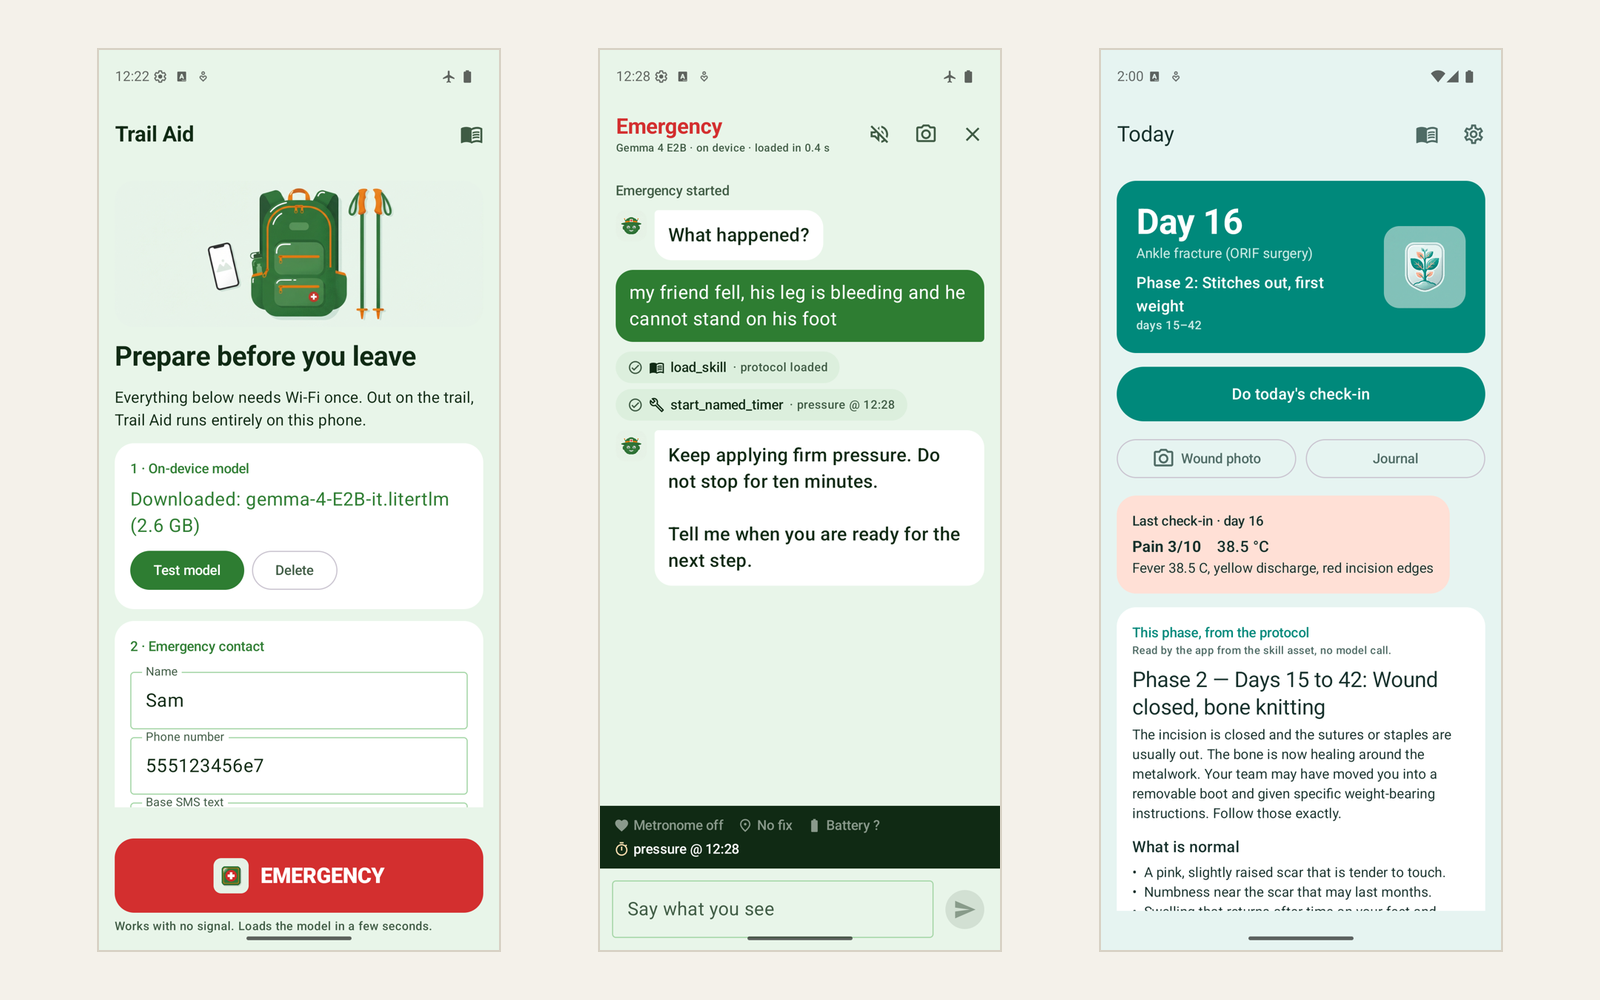 12:22
Trail Aid
Prepare before you leave
Everything below needs Wi-Fi once. Out on the trail,
Trail Aid runs entirely on this phone.
1 · On-device model
Downloaded: gemma-4-E2B-it.litertlm
(2.6 GB)
Test model
Delete
2 · Emergency contact
Name
Sam
Phone number
555123456e7
Base SMS text
EMERGENCY
Works with no signal. Loads the model in a few seconds.
12:28
Emergency
Gemma 4 E2B · on device · loaded in 0.4 s
Emergency started
What happened?
my friend fell, his leg is bleeding and he
cannot stand on his foot
load_skill · protocol loaded
start_named_timer · pressure @ 12:28
Keep applying firm pressure. Do
not stop for ten minutes.
Tell me when you are ready for the
next step.
Metronome off
No fix
Battery ?
pressure @ 12:28
Say what you see
2:00
Today
Day 16
Ankle fracture (ORIF surgery)
Phase 2: Stitches out, first
weight
days 15–42
Do today's check-in
Wound photo
Journal
Last check-in · day 16
Pain 3/10 38.5 °C
Fever 38.5 C, yellow discharge, red incision edges
This phase, from the protocol
Read by the app from the skill asset, no model call.
Phase 2 — Days 15 to 42: Wound
closed, bone knitting
The incision is closed and the sutures or staples are
usually out. The bone is now healing around the
metalwork. Your team may have moved you into a
removable boot and given specific weight-bearing
instructions. Follow those exactly.
What is normal
• A pink, slightly raised scar that is tender to touch.
• Numbness near the scar that may last months.
• Swelling that returns after time on your feet and